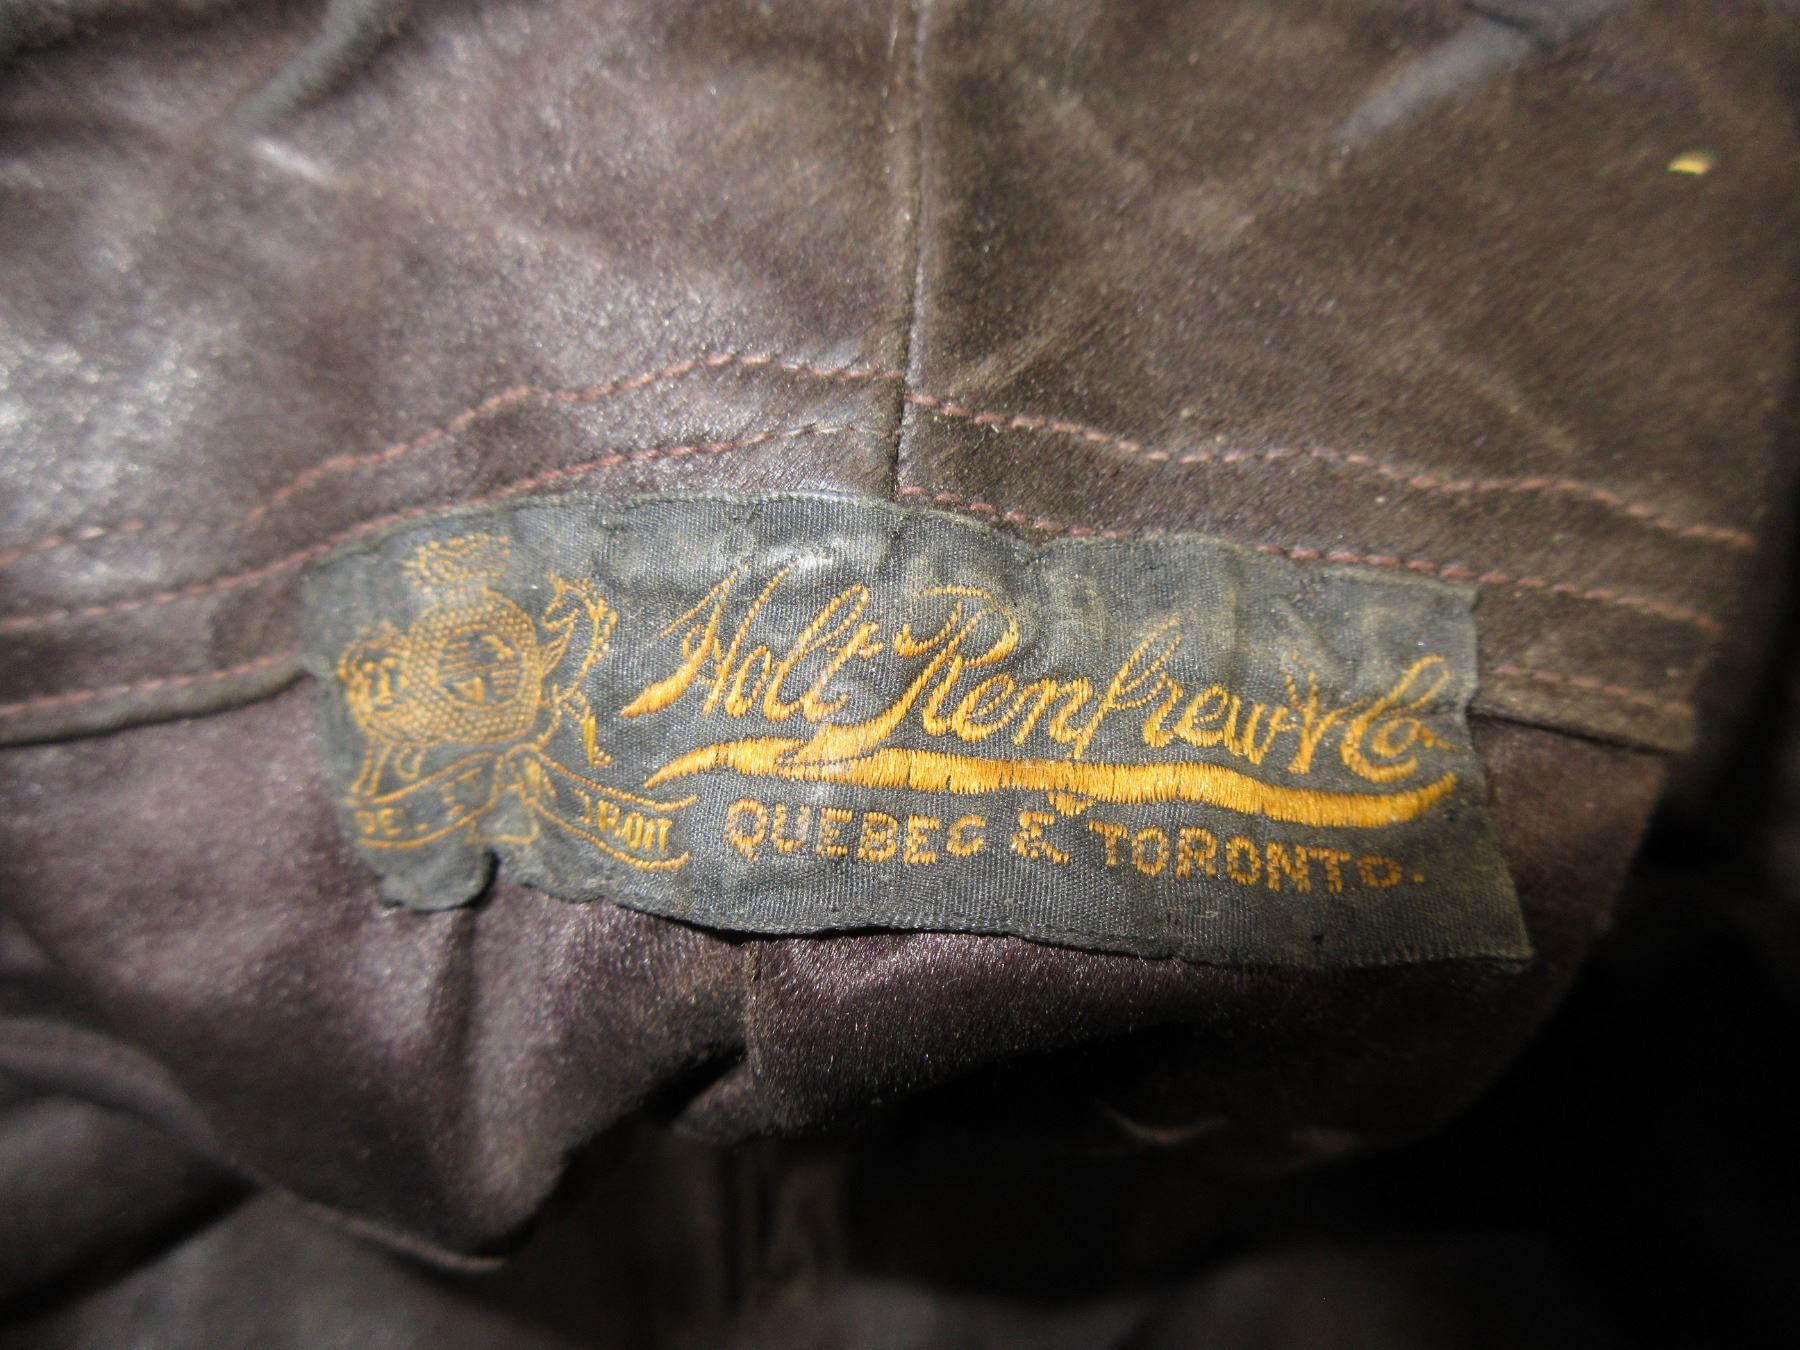 Holt Renfrew & Co.
QUEBEC & TORONTO.